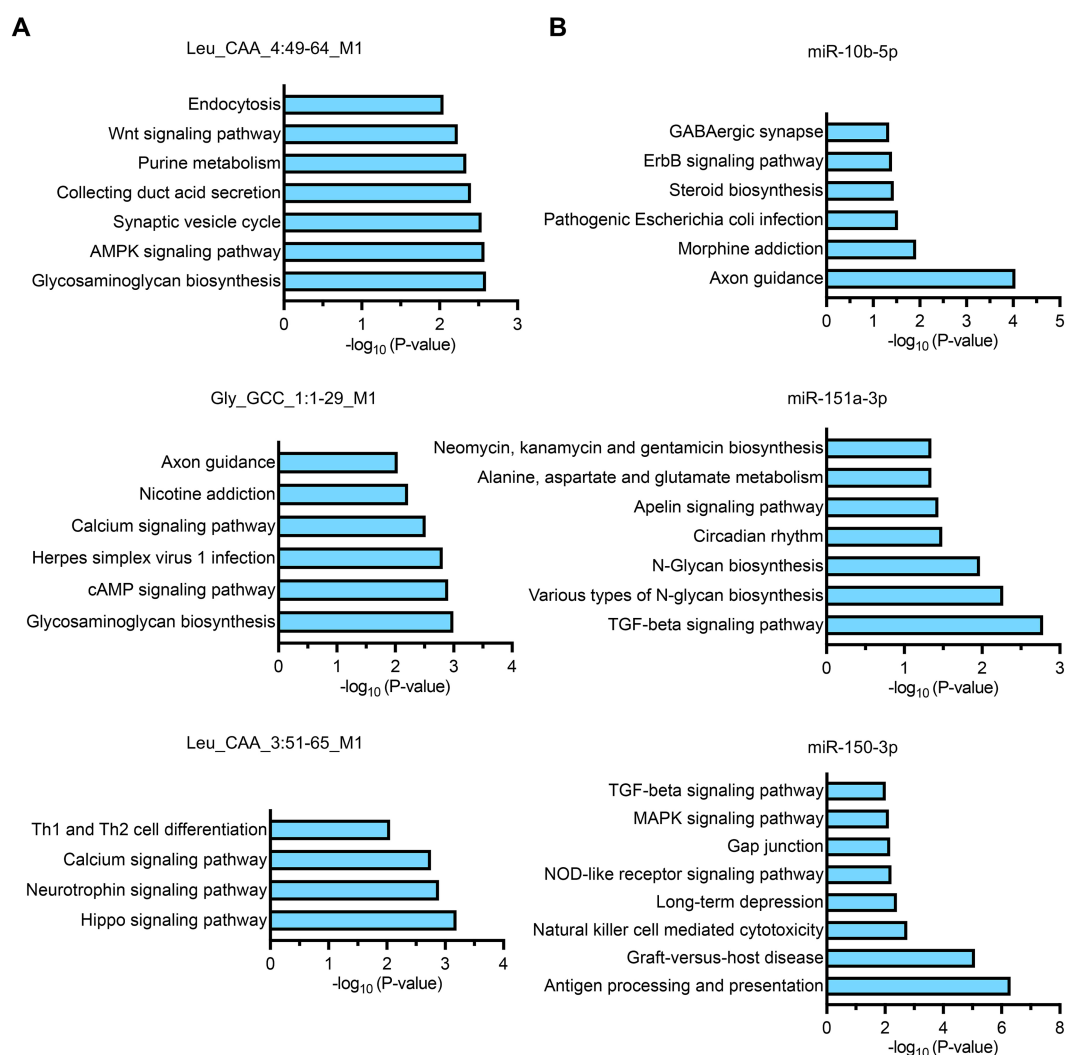 A
Leu_CAA_4:49-64_M1
Endocytosis
Wnt signaling pathway
Purine metabolism
Collecting duct acid secretion
Synaptic vesicle cycle
AMPK signaling pathway
Glycosaminoglycan biosynthesis
0 1 2 3
-log10 (P-value)
Gly_GCC_1:1-29_M1
Axon guidance
Nicotine addiction
Calcium signaling pathway
Herpes simplex virus 1 infection
cAMP signaling pathway
Glycosaminoglycan biosynthesis
0 1 2 3 4
-log10 (P-value)
Leu_CAA_3:51-65_M1
Th1 and Th2 cell differentiation
Calcium signaling pathway
Neurotrophin signaling pathway
Hippo signaling pathway
0 1 2 3 4
-log10 (P-value)
B
miR-10b-5p
GABAergic synapse
ErbB signaling pathway
Steroid biosynthesis
Pathogenic Escherichia coli infection
Morphine addiction
Axon guidance
0 1 2 3 4 5
-log10 (P-value)
miR-151a-3p
Neomycin, kanamycin and gentamicin biosynthesis
Alanine, aspartate and glutamate metabolism
Apelin signaling pathway
Circadian rhythm
N-Glycan biosynthesis
Various types of N-glycan biosynthesis
TGF-beta signaling pathway
0 1 2 3
-log10 (P-value)
miR-150-3p
TGF-beta signaling pathway
MAPK signaling pathway
Gap junction
NOD-like receptor signaling pathway
Long-term depression
Natural killer cell mediated cytotoxicity
Graft-versus-host disease
Antigen processing and presentation
0 2 4 6 8
-log10 (P-value)